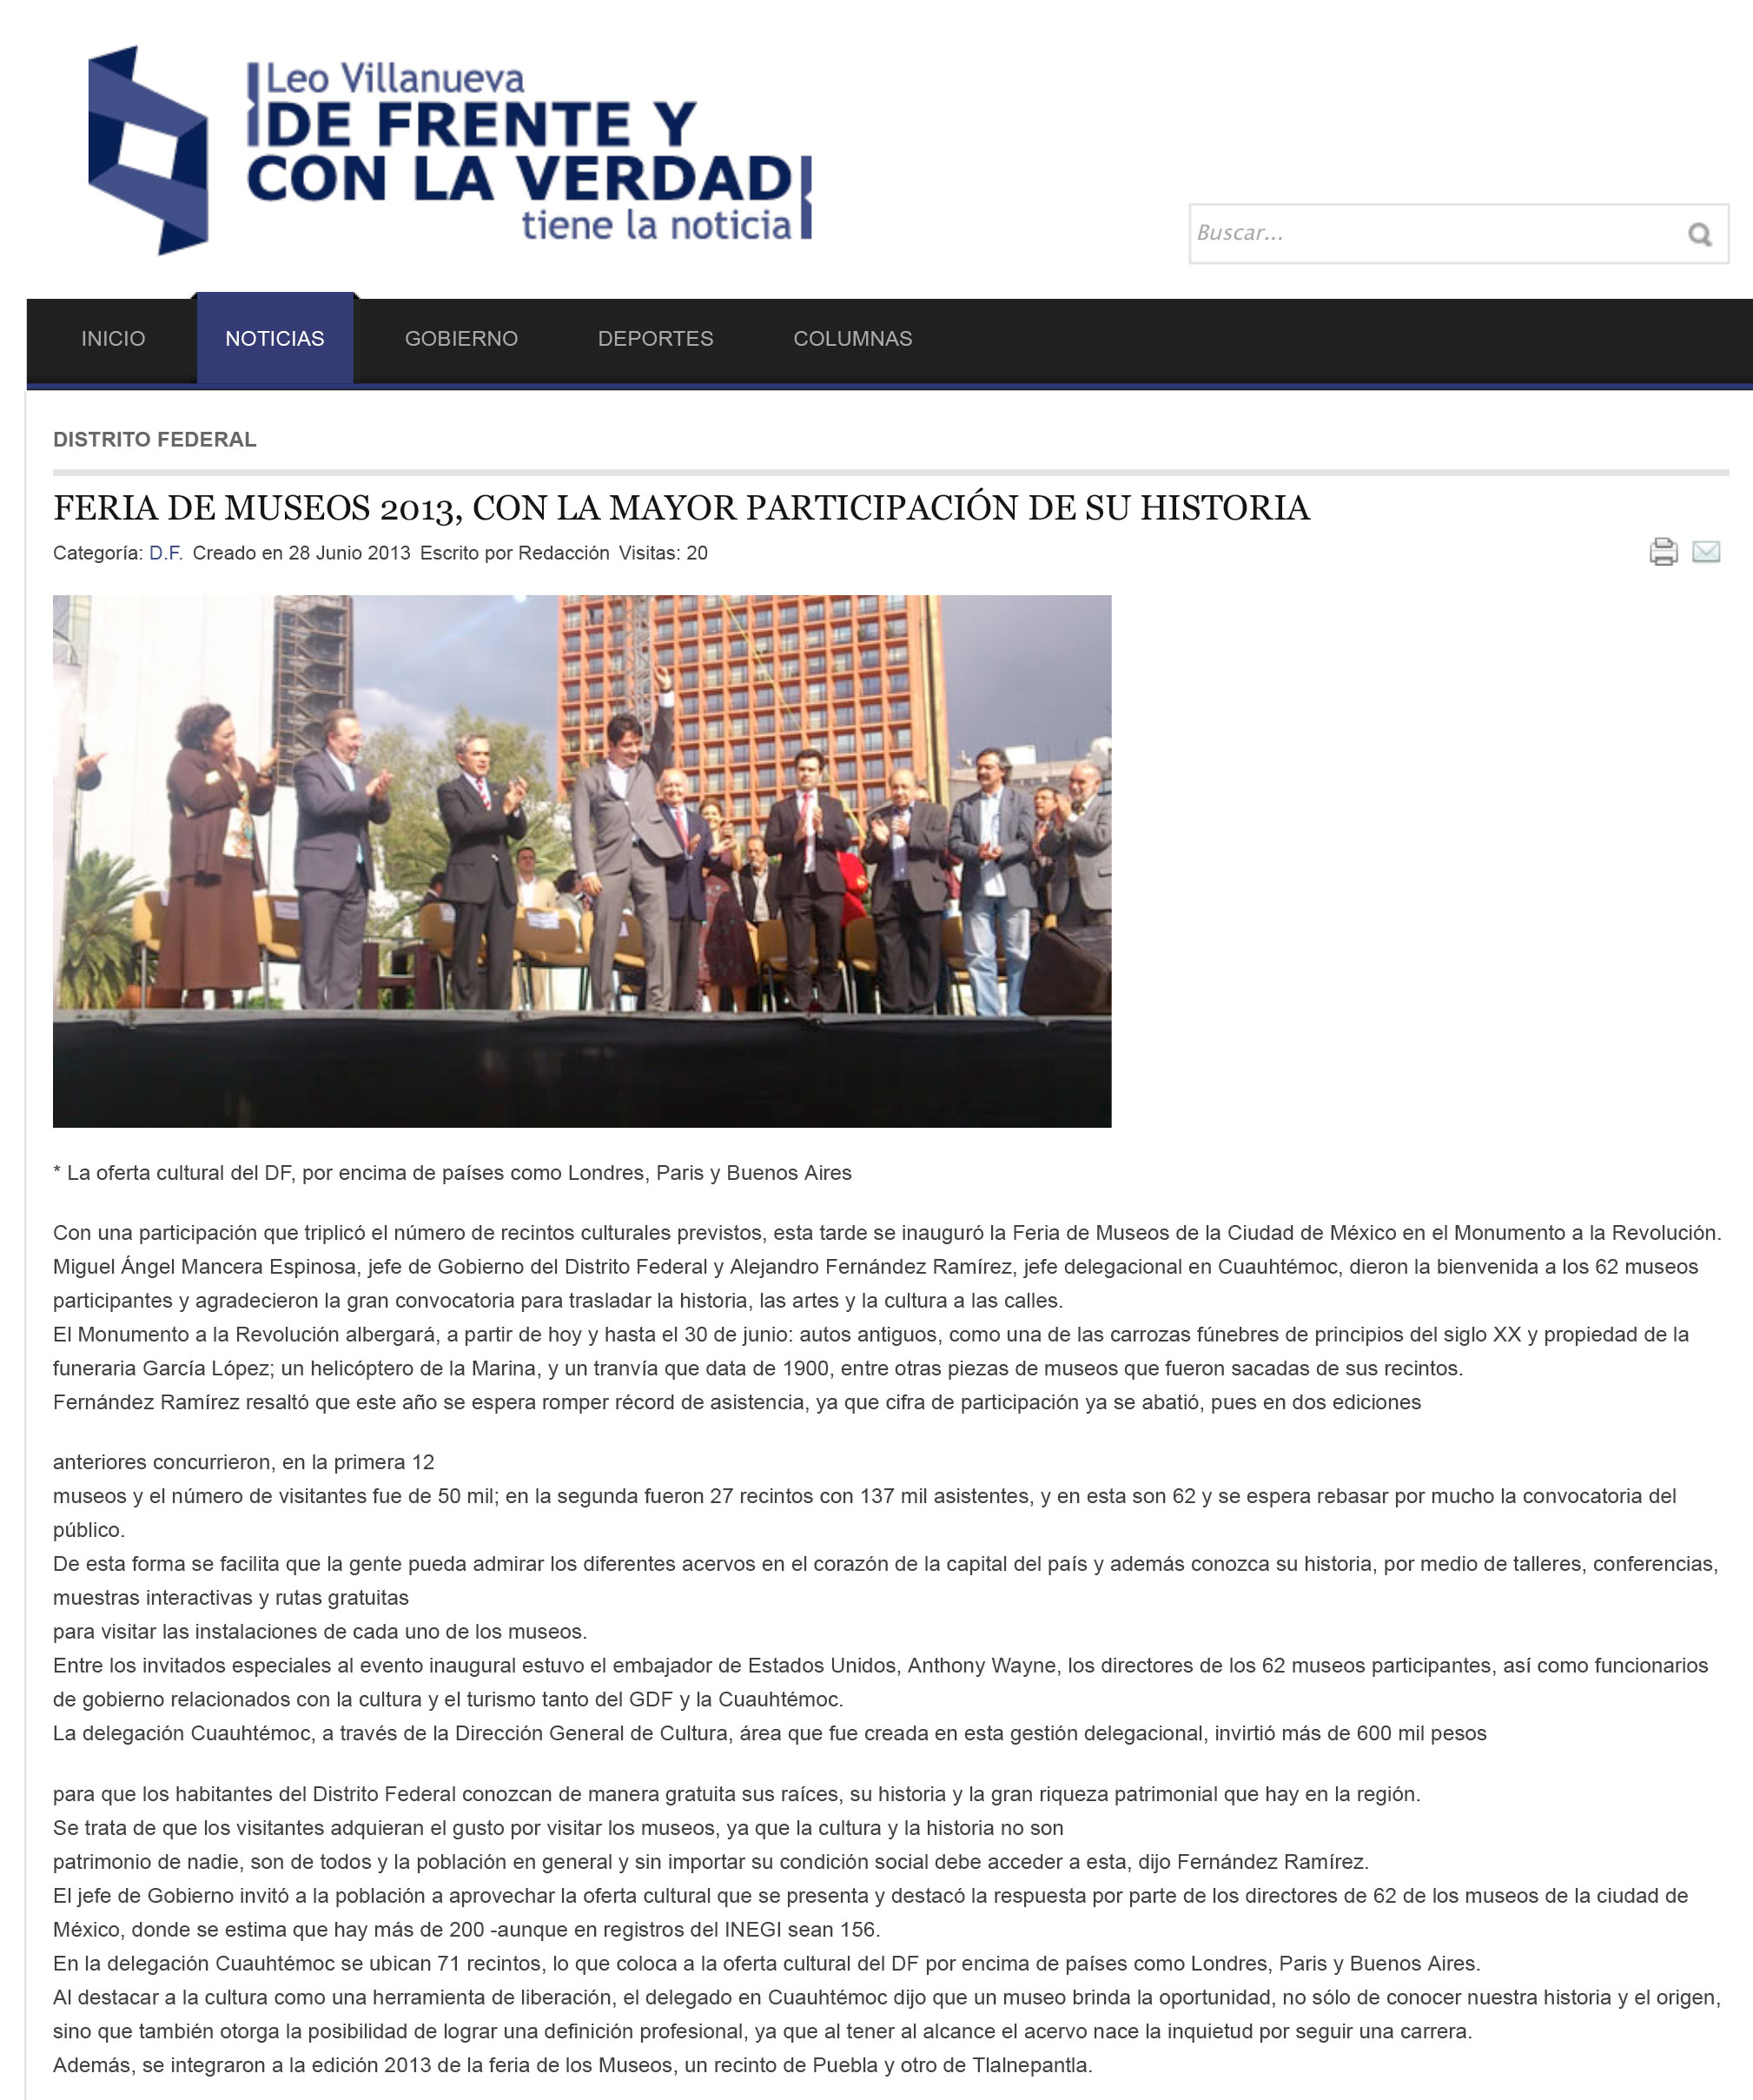 Leo Villanueva
DE FRENTE Y
CON LA VERDAD
tiene la noticia
Buscar...
INICIO NOTICIAS GOBIERNO DEPORTES COLUMNAS
DISTRITO FEDERAL
FERIA DE MUSEOS 2013, CON LA MAYOR PARTICIPACIÓN DE SU HISTORIA
Categoría: D.F. Creado en 28 Junio 2013 Escrito por Redacción Visitas: 20
* La oferta cultural del DF, por encima de países como Londres, Paris y Buenos Aires
Con una participación que triplicó el número de recintos culturales previstos, esta tarde se inauguró la Feria de Museos de la Ciudad de México en el Monumento a la Revolución.
Miguel Ángel Mancera Espinosa, jefe de Gobierno del Distrito Federal y Alejandro Fernández Ramírez, jefe delegacional en Cuauhtémoc, dieron la bienvenida a los 62 museos
participantes y agradecieron la gran convocatoria para trasladar la historia, las artes y la cultura a las calles.
El Monumento a la Revolución albergará, a partir de hoy y hasta el 30 de junio: autos antiguos, como una de las carrozas fúnebres de principios del siglo XX y propiedad de la
funeraria García López; un helicóptero de la Marina, y un tranvía que data de 1900, entre otras piezas de museos que fueron sacadas de sus recintos.
Fernández Ramírez resaltó que este año se espera romper récord de asistencia, ya que cifra de participación ya se abatió, pues en dos ediciones
anteriores concurrieron, en la primera 12
museos y el número de visitantes fue de 50 mil; en la segunda fueron 27 recintos con 137 mil asistentes, y en esta son 62 y se espera rebasar por mucho la convocatoria del
público.
De esta forma se facilita que la gente pueda admirar los diferentes acervos en el corazón de la capital del país y además conozca su historia, por medio de talleres, conferencias,
muestras interactivas y rutas gratuitas
para visitar las instalaciones de cada uno de los museos.
Entre los invitados especiales al evento inaugural estuvo el embajador de Estados Unidos, Anthony Wayne, los directores de los 62 museos participantes, así como funcionarios
de gobierno relacionados con la cultura y el turismo tanto del GDF y la Cuauhtémoc.
La delegación Cuauhtémoc, a través de la Dirección General de Cultura, área que fue creada en esta gestión delegacional, invirtió más de 600 mil pesos
para que los habitantes del Distrito Federal conozcan de manera gratuita sus raíces, su historia y la gran riqueza patrimonial que hay en la región.
Se trata de que los visitantes adquieran el gusto por visitar los museos, ya que la cultura y la historia no son
patrimonio de nadie, son de todos y la población en general y sin importar su condición social debe acceder a esta, dijo Fernández Ramírez.
El jefe de Gobierno invitó a la población a aprovechar la oferta cultural que se presenta y destacó la respuesta por parte de los directores de 62 de los museos de la ciudad de
México, donde se estima que hay más de 200 -aunque en registros del INEGI sean 156.
En la delegación Cuauhtémoc se ubican 71 recintos, lo que coloca a la oferta cultural del DF por encima de países como Londres, Paris y Buenos Aires.
Al destacar a la cultura como una herramienta de liberación, el delegado en Cuauhtémoc dijo que un museo brinda la oportunidad, no sólo de conocer nuestra historia y el origen,
sino que también otorga la posibilidad de lograr una definición profesional, ya que al tener al alcance el acervo nace la inquietud por seguir una carrera.
Además, se integraron a la edición 2013 de la feria de los Museos, un recinto de Puebla y otro de Tlalnepantla.